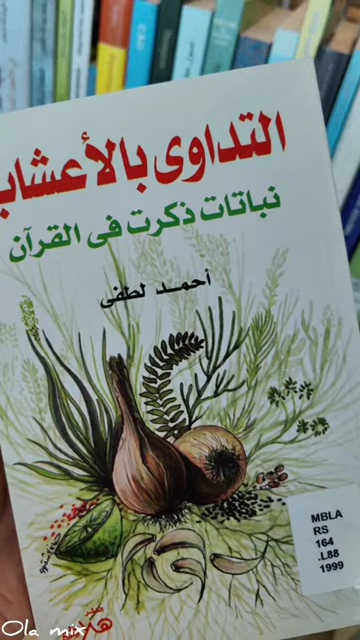 التداوى بالأعشاب
نباتات ذكرت فى القرآن
أحمد لطفى
MBLA
RS
164
.L88
1999
Ola mix